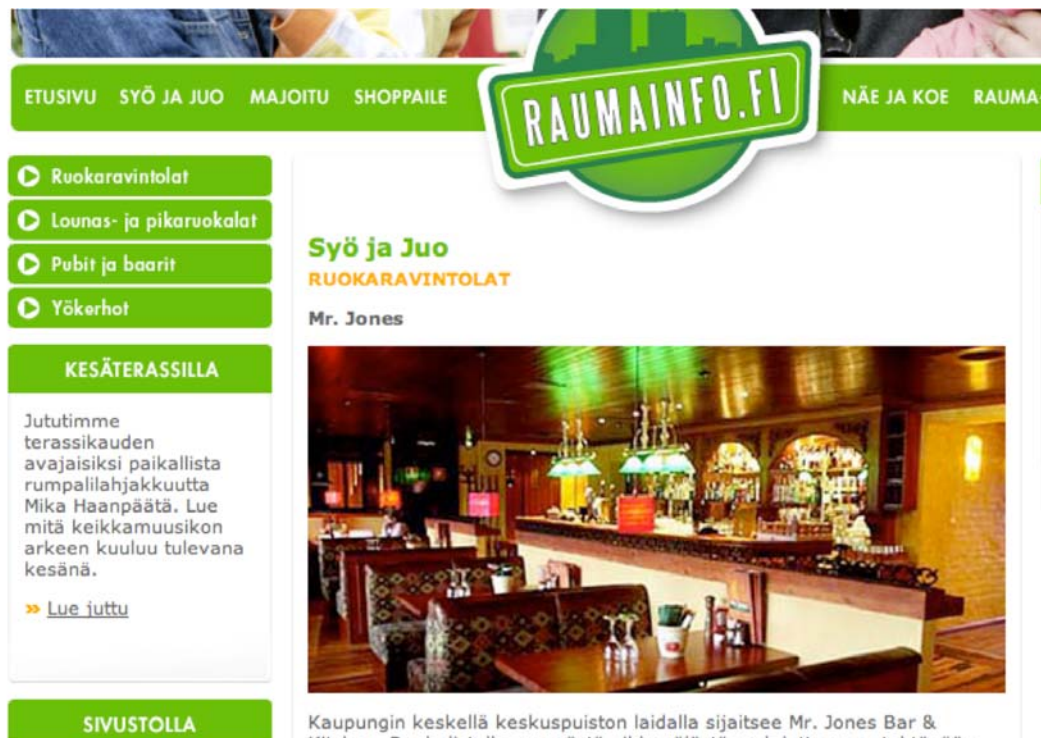 ETUSIVU SYÖ JA JUO MAJOITU SHOPPAILE
RAUMAINFO.FI
NÄE JA KOE RAUMA-
Ruokaravintolat
Lounas- ja pikaruokalat
Pubit ja baarit
Yökerhot
KESÄTERASSILLA
Jututimme
terassikauden
avajaisiksi paikallista
rumpalilahjakkuutta
Mika Haanpäätä. Lue
mitä keikkamuusikon
arkeen kuuluu tulevana
kesänä.
» Lue juttu
SIVUSTOLLA
Syö ja Juo
RUOKARAVINTOLAT
Mr. Jones
Kaupungin keskellä keskuspuiston laidalla sijaitsee Mr. Jones Bar &